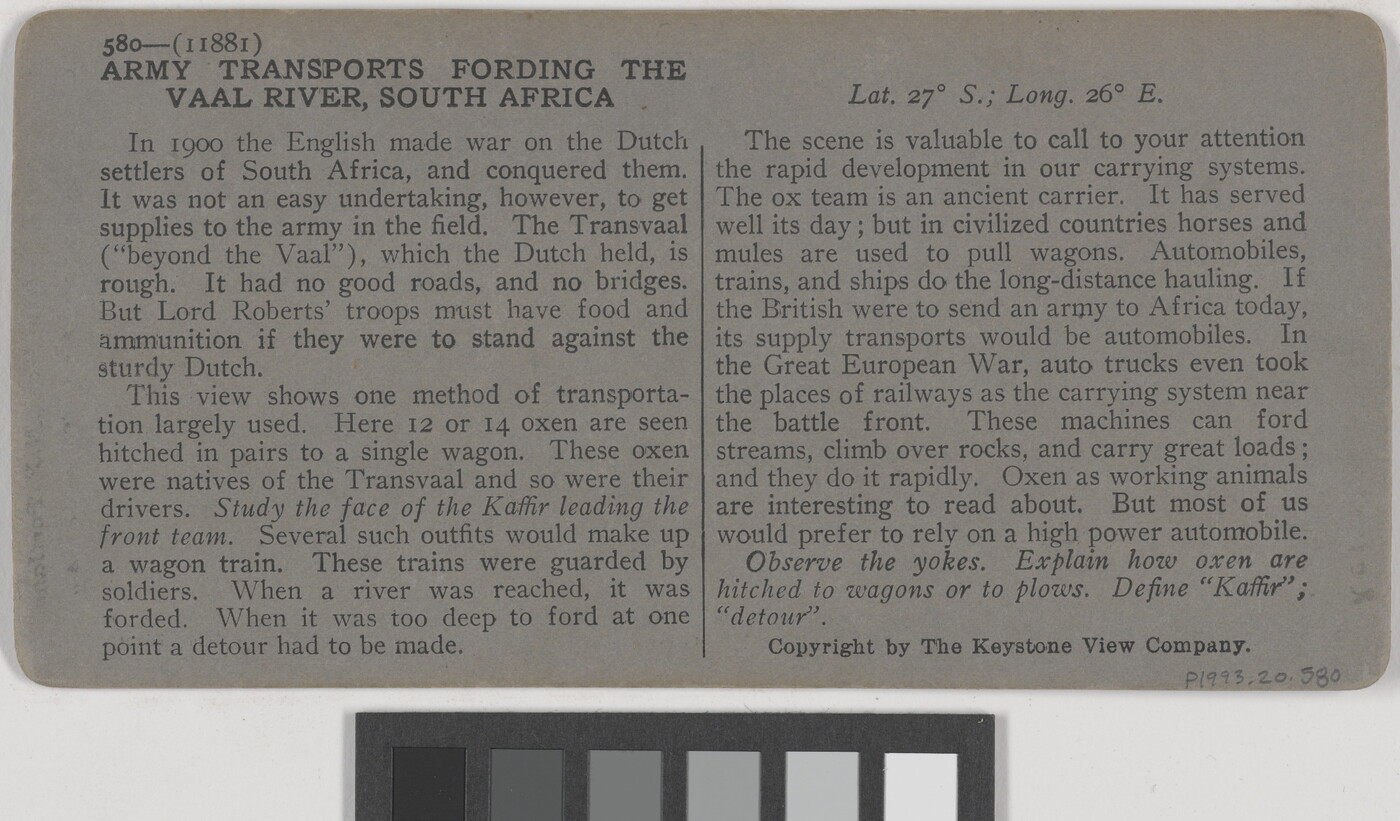 580—(11881)
ARMY TRANSPORTS FORDING THE
VAAL RIVER, SOUTH AFRICA
In 1900 the English made war on the Dutch
settlers of South Africa, and conquered them.
It was not an easy undertaking, however, to get
supplies to the army in the field. The Transvaal
(“beyond the Vaal”), which the Dutch held, is
rough. It had no good roads, and no bridges.
But Lord Roberts’ troops must have food and
ammunition if they were to stand against the
sturdy Dutch.
This view shows one method of transporta-
tion largely used. Here 12 or 14 oxen are seen
hitched in pairs to a single wagon. These oxen
were natives of the Transvaal and so were their
drivers. Study the face of the Kaffir leading the
front team. Several such outfits would make up
a wagon train. These trains were guarded by
soldiers. When a river was reached, it was
forded. When it was too deep to ford at one
point a detour had to be made.
Lat. 27° S.; Long. 26° E.
The scene is valuable to call to your attention
the rapid development in our carrying systems.
The ox team is an ancient carrier. It has served
well its day; but in civilized countries horses and
mules are used to pull wagons. Automobiles,
trains, and ships do the long-distance hauling. If
the British were to send an army to Africa today,
its supply transports would be automobiles. In
the Great European War, auto trucks even took
the places of railways as the carrying system near
the battle front. These machines can ford
streams, climb over rocks, and carry great loads;
and they do it rapidly. Oxen as working animals
are interesting to read about. But most of us
would prefer to rely on a high power automobile.
Observe the yokes. Explain how oxen are
hitched to wagons or to plows. Define “Kaffir”;
“detour”.
Copyright by The Keystone View Company.
P1993.20.580